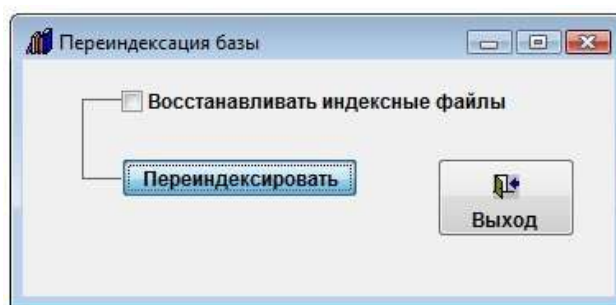 Переиндексация базы
Восстанавливать индексные файлы
Переиндексировать
Выход